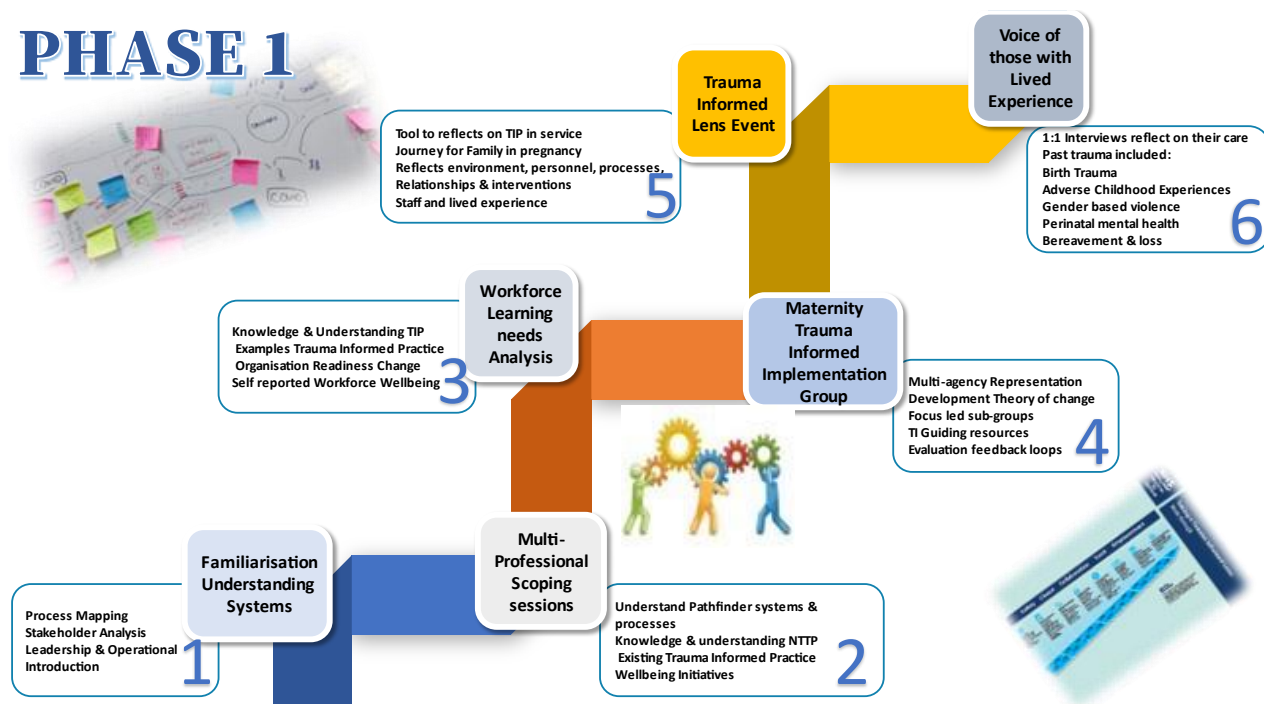 PHASE 1
Voice of
those with
Lived
Experience
Trauma
Informed
Lens Event
Tool to reflects on TIP in service
Journey for Family in pregnancy
Reflects environment, personnel, processes,
Relationships & interventions
Staff and lived experience
5
1:1 Interviews reflect on their care
Past trauma included:
Birth Trauma
Adverse Childhood Experiences
Gender based violence
Perinatal mental health
Bereavement & loss
6
Workforce
Learning
needs
Analysis
Knowledge & Understanding TIP
Examples Trauma Informed Practice
Organisation Readiness Change
Self reported Workforce Wellbeing
3
Maternity
Trauma
Informed
Implementation
Group
Multi-agency Representation
Development Theory of change
Focus led sub-groups
TI Guiding resources
Evaluation feedback loops
4
Familiarisation
Understanding
Systems
Process Mapping
Stakeholder Analysis
Leadership & Operational
Introduction
1
Multi-
Professional
Scoping
sessions
Understand Pathfinder systems &
processes
Knowledge & understanding NTTP
Existing Trauma Informed Practice
Wellbeing Initiatives
2